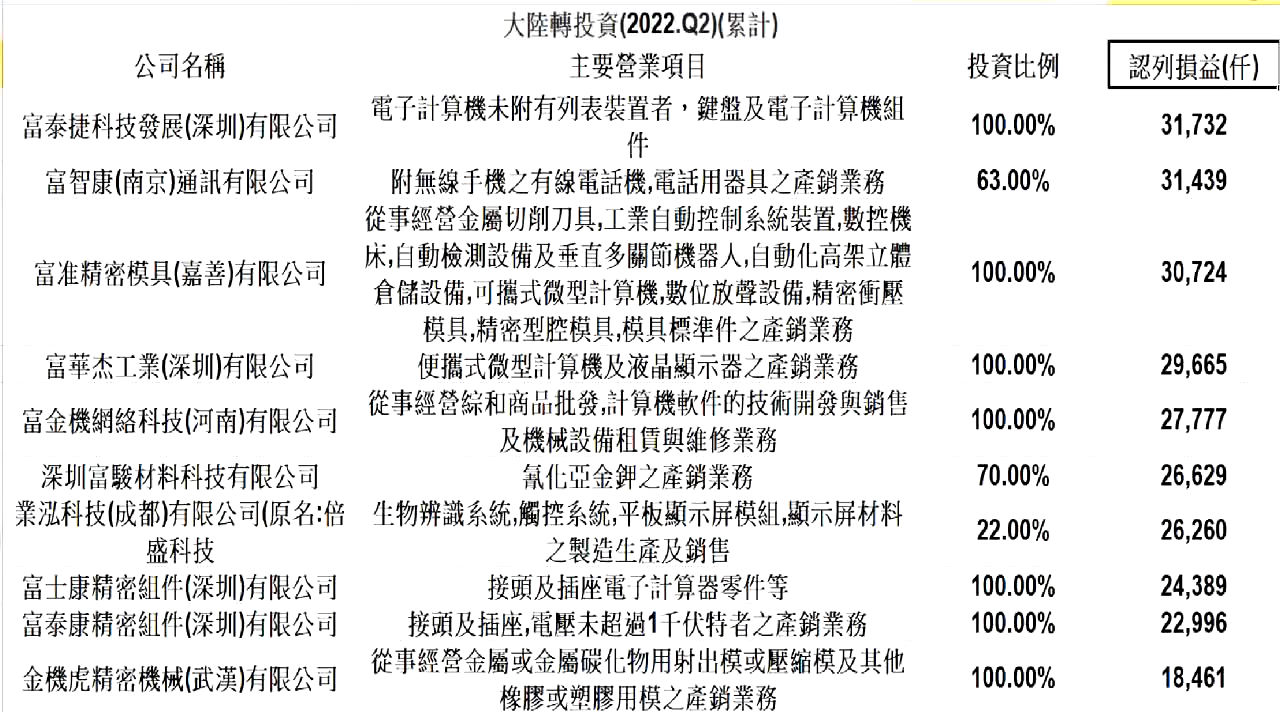 大陸轉投資(2022.Q2)(累計)
公司名稱 主要營業項目 投資比例 認列損益(仟)
富泰捷科技發展(深圳)有限公司 電子計算機未附有列表裝置者，鍵盤及電子計算機組件 100.00% 31,732
富智康(南京)通訊有限公司 附無線手機之有線電話機,電話用器具之產銷業務 63.00% 31,439
富准精密模具(嘉善)有限公司 從事經營金屬切削刀具,工業自動控制系統裝置,數控機床,自動檢測設備及垂直多關節機器人,自動化高架立體倉儲設備,可攜式微型計算機,數位放聲設備,精密衝壓模具,精密型腔模具,模具標準件之產銷業務 100.00% 30,724
富華杰工業(深圳)有限公司 便攜式微型計算機及液晶顯示器之產銷業務 100.00% 29,665
富金機網絡科技(河南)有限公司 從事經營綜和商品批發,計算機軟件的技術開發與銷售及機械設備租賃與維修業務 100.00% 27,777
深圳富駿材料科技有限公司 氰化亞金鉀之產銷業務 70.00% 26,629
業泓科技(成都)有限公司(原名:倍盛科技 生物辨識系統,觸控系統,平板顯示屏模組,顯示屏材料之製造生產及銷售 22.00% 26,260
富士康精密組件(深圳)有限公司 接頭及插座電子計算器零件等 100.00% 24,389
富泰康精密組件(深圳)有限公司 接頭及插座,電壓未超過1千伏特者之產銷業務 100.00% 22,996
金機虎精密機械(武漢)有限公司 從事經營金屬或金屬碳化物用射出模或壓縮模及其他橡膠或塑膠用模之產銷業務 100.00% 18,461